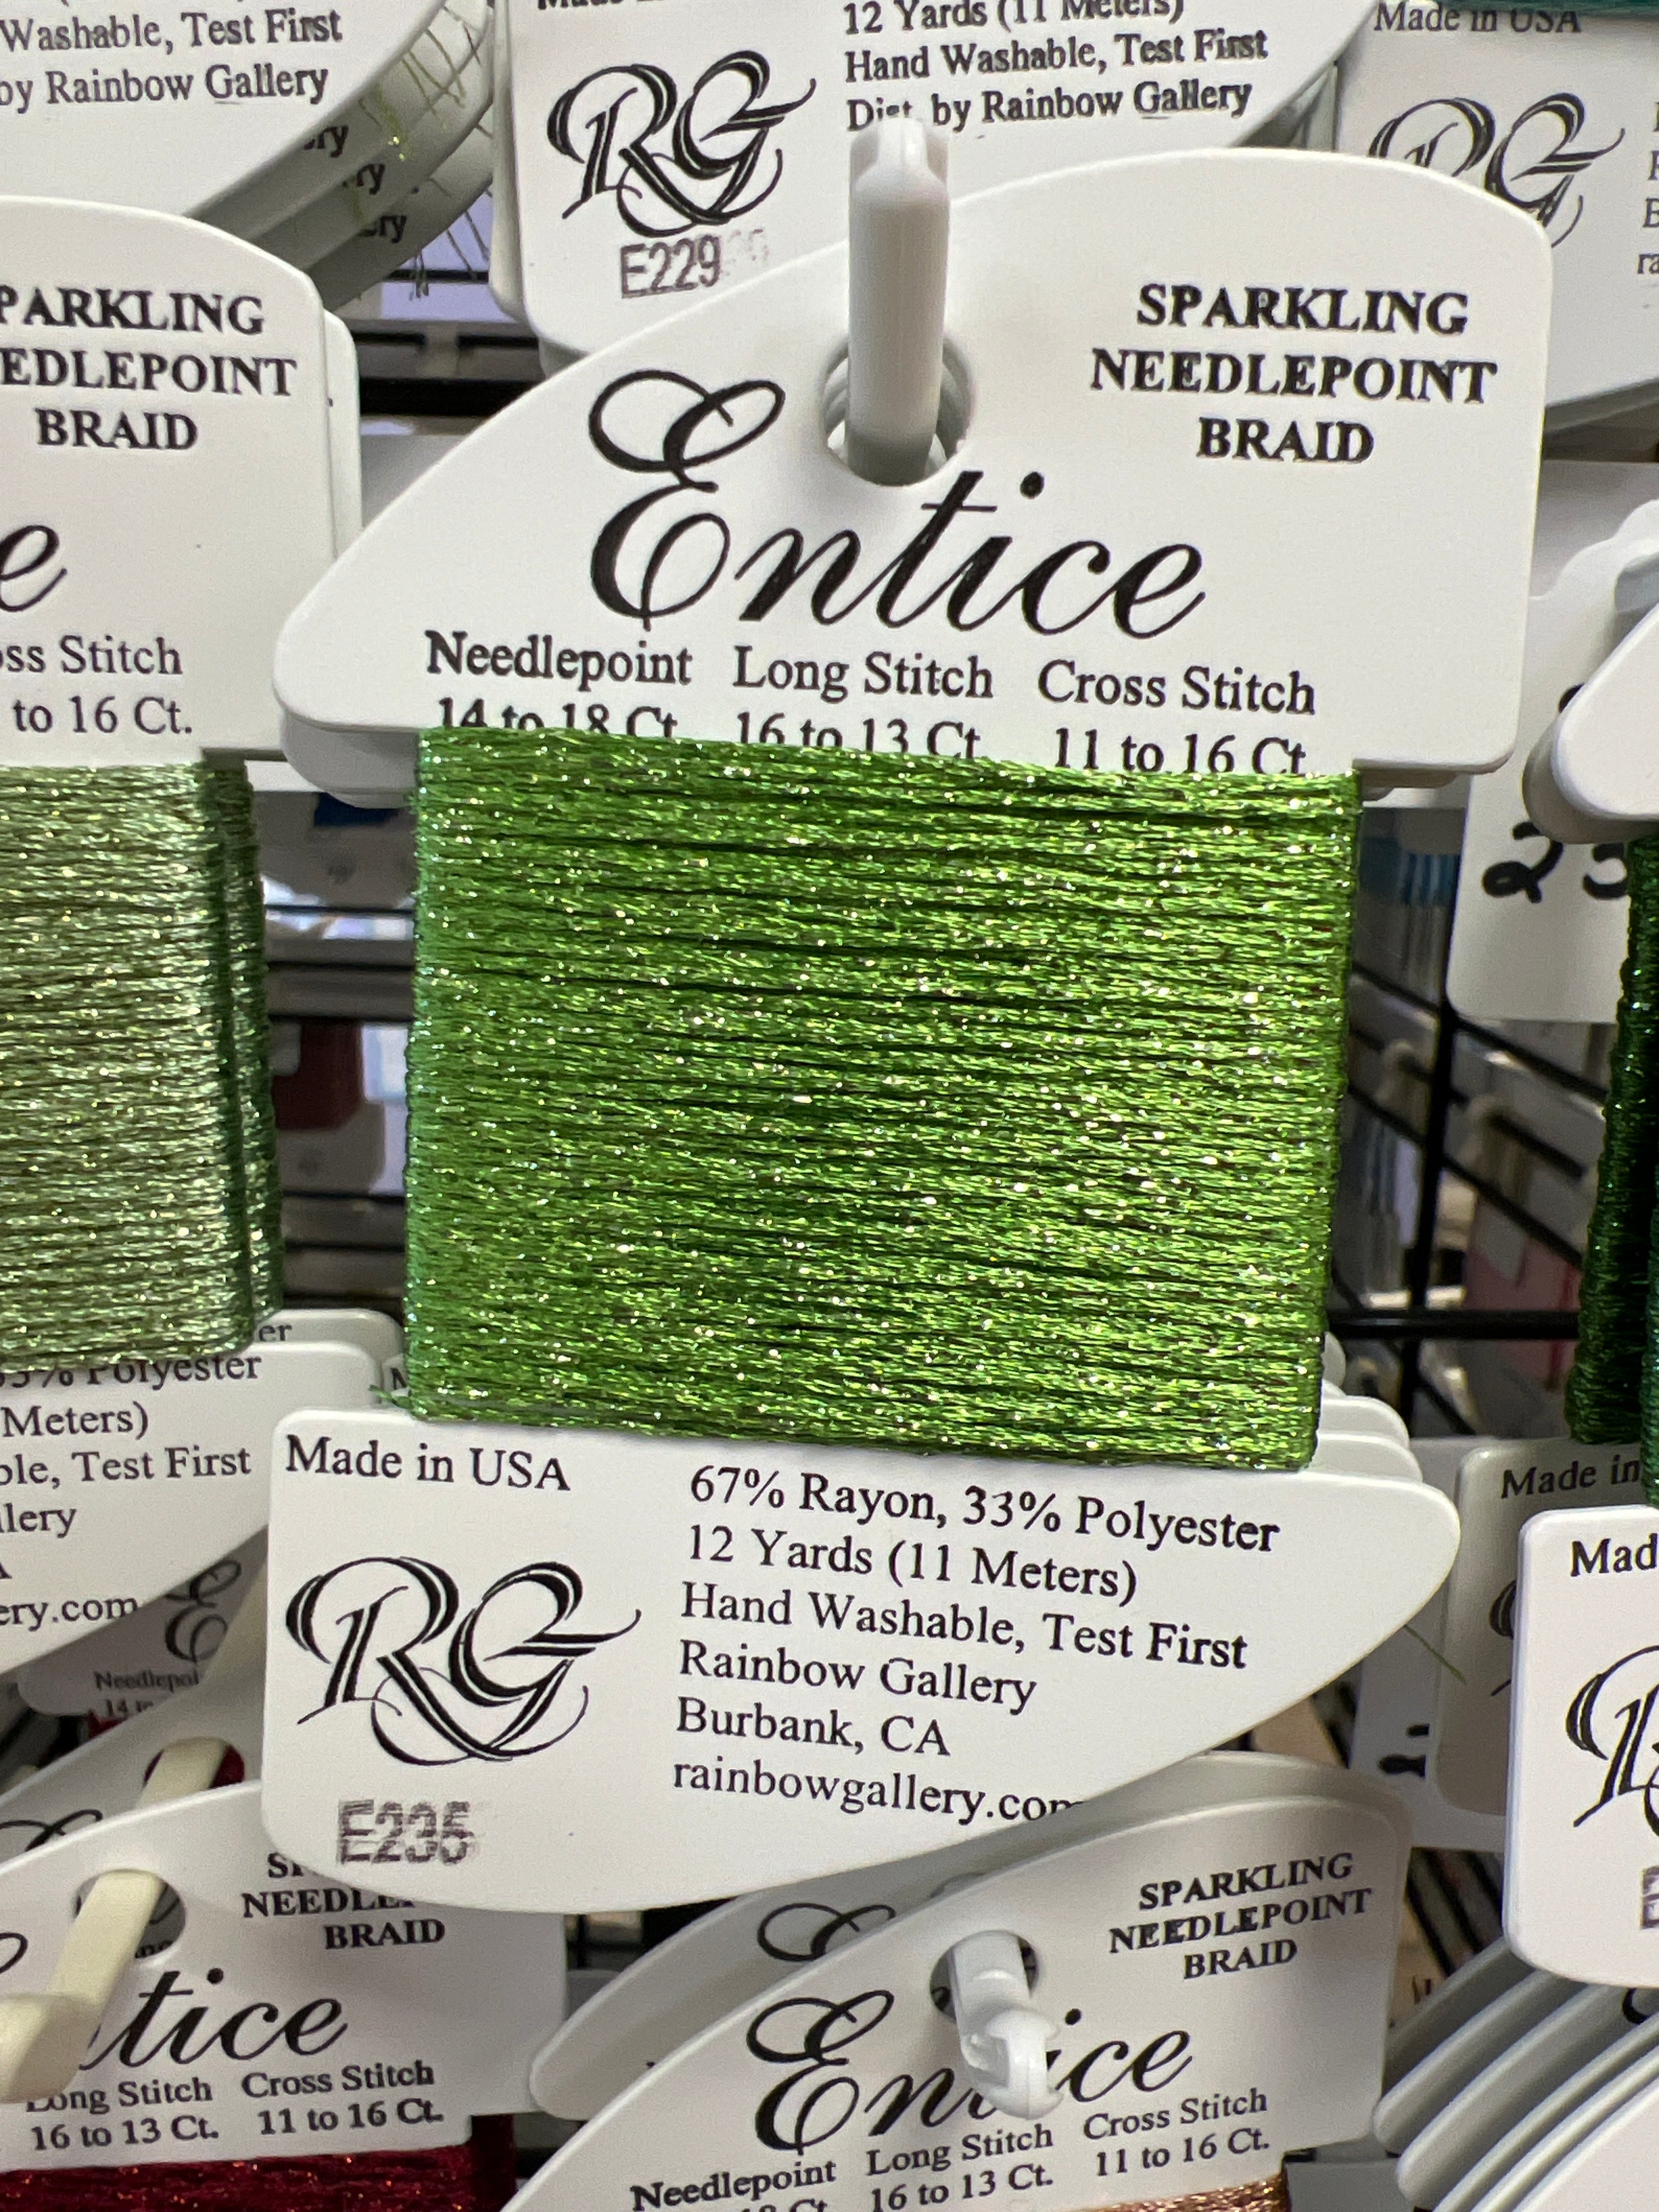 Washable, Test First
by Rainbow Gallery
12 Yards (11 Meters)
Hand Washable, Test First
Dist. by Rainbow Gallery
RG
E229
Made in USA
RG
PARKLING
EDLEPOINT
BRAID
e
ss Stitch
to 16 Ct.
SPARKLING
NEEDLEPOINT
BRAID
Entice
Needlepoint Long Stitch Cross Stitch
14 to 18 Ct. 16 to 13 Ct. 11 to 16 Ct.
Made in USA
67% Rayon, 33% Polyester
12 Yards (11 Meters)
Hand Washable, Test First
Rainbow Gallery
Burbank, CA
rainbowgallery.com
RG
E235
Polyester
Meters)
ble, Test First
llery
ery.com
Made in
Mad
NEEDLE
BRAID
tice
Long Stitch Cross Stitch
16 to 13 Ct. 11 to 16 Ct.
SPARKLING
NEEDLEPOINT
BRAID
Entice
Needlepoint Long Stitch Cross Stitch
16 to 13 Ct. 11 to 16 Ct.